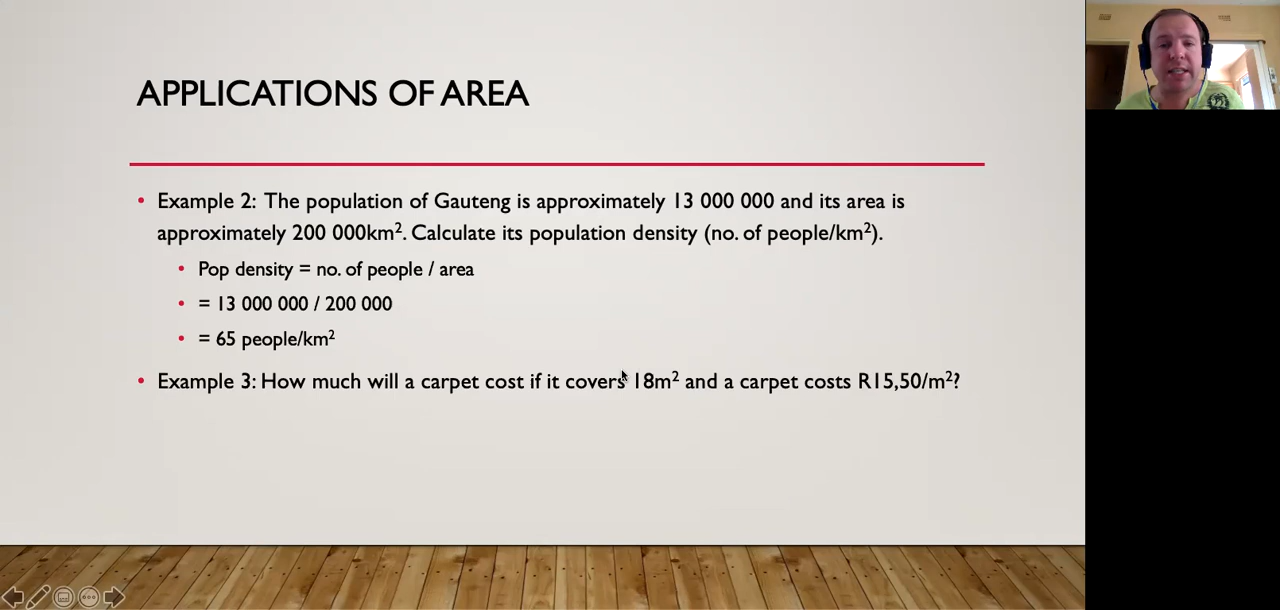 APPLICATIONS OF AREA
• Example 2: The population of Gauteng is approximately 13 000 000 and its area is
approximately 200 000km². Calculate its population density (no. of people/km²).
• Pop density = no. of people / area
• = 13 000 000 / 200 000
• = 65 people/km²
• Example 3: How much will a carpet cost if it covers 18m² and a carpet costs R15,50/m²?